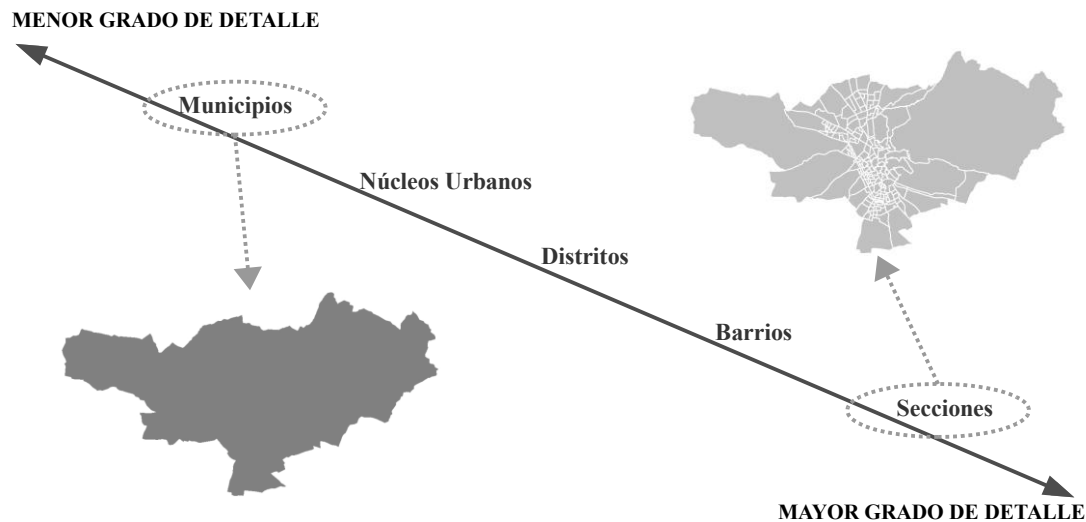 MENOR GRADO DE DETALLE
Municipios
Núcleos Urbanos
Distritos
Barrios
Secciones
MAYOR GRADO DE DETALLE